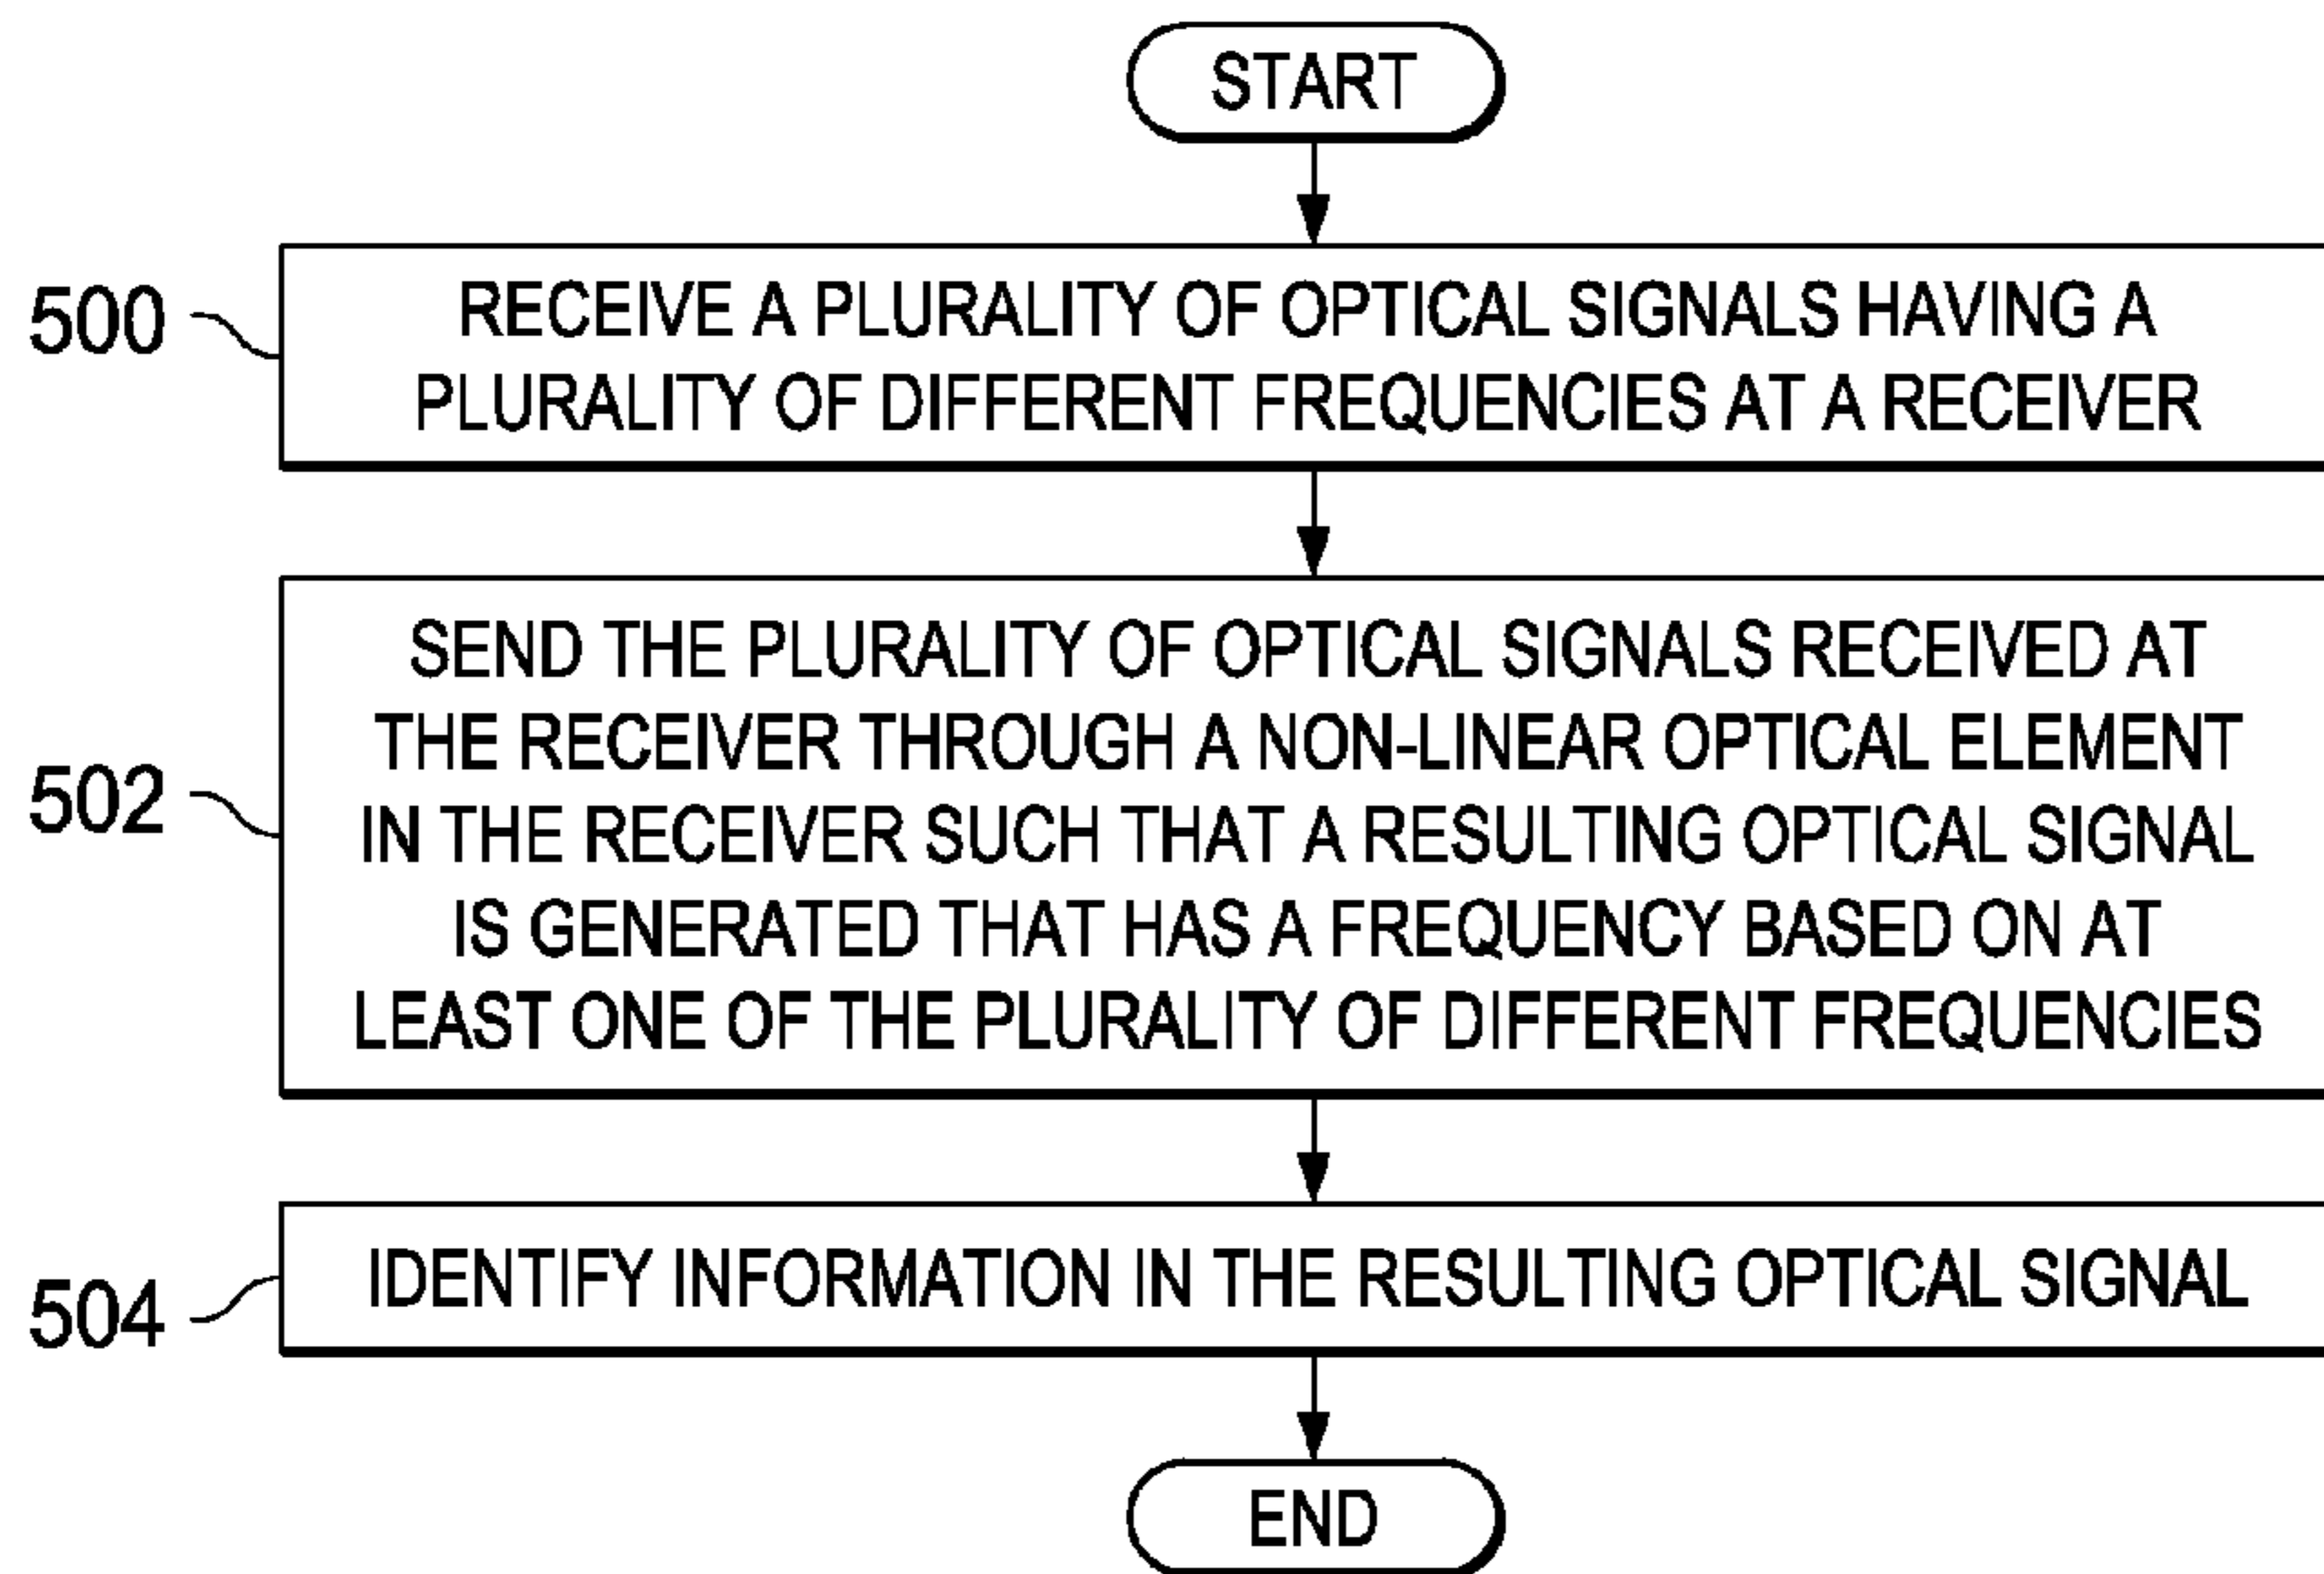 START
500
RECEIVE A PLURALITY OF OPTICAL SIGNALS HAVING A
PLURALITY OF DIFFERENT FREQUENCIES AT A RECEIVER
502
SEND THE PLURALITY OF OPTICAL SIGNALS RECEIVED AT
THE RECEIVER THROUGH A NON-LINEAR OPTICAL ELEMENT
IN THE RECEIVER SUCH THAT A RESULTING OPTICAL SIGNAL
IS GENERATED THAT HAS A FREQUENCY BASED ON AT
LEAST ONE OF THE PLURALITY OF DIFFERENT FREQUENCIES
504
IDENTIFY INFORMATION IN THE RESULTING OPTICAL SIGNAL
END